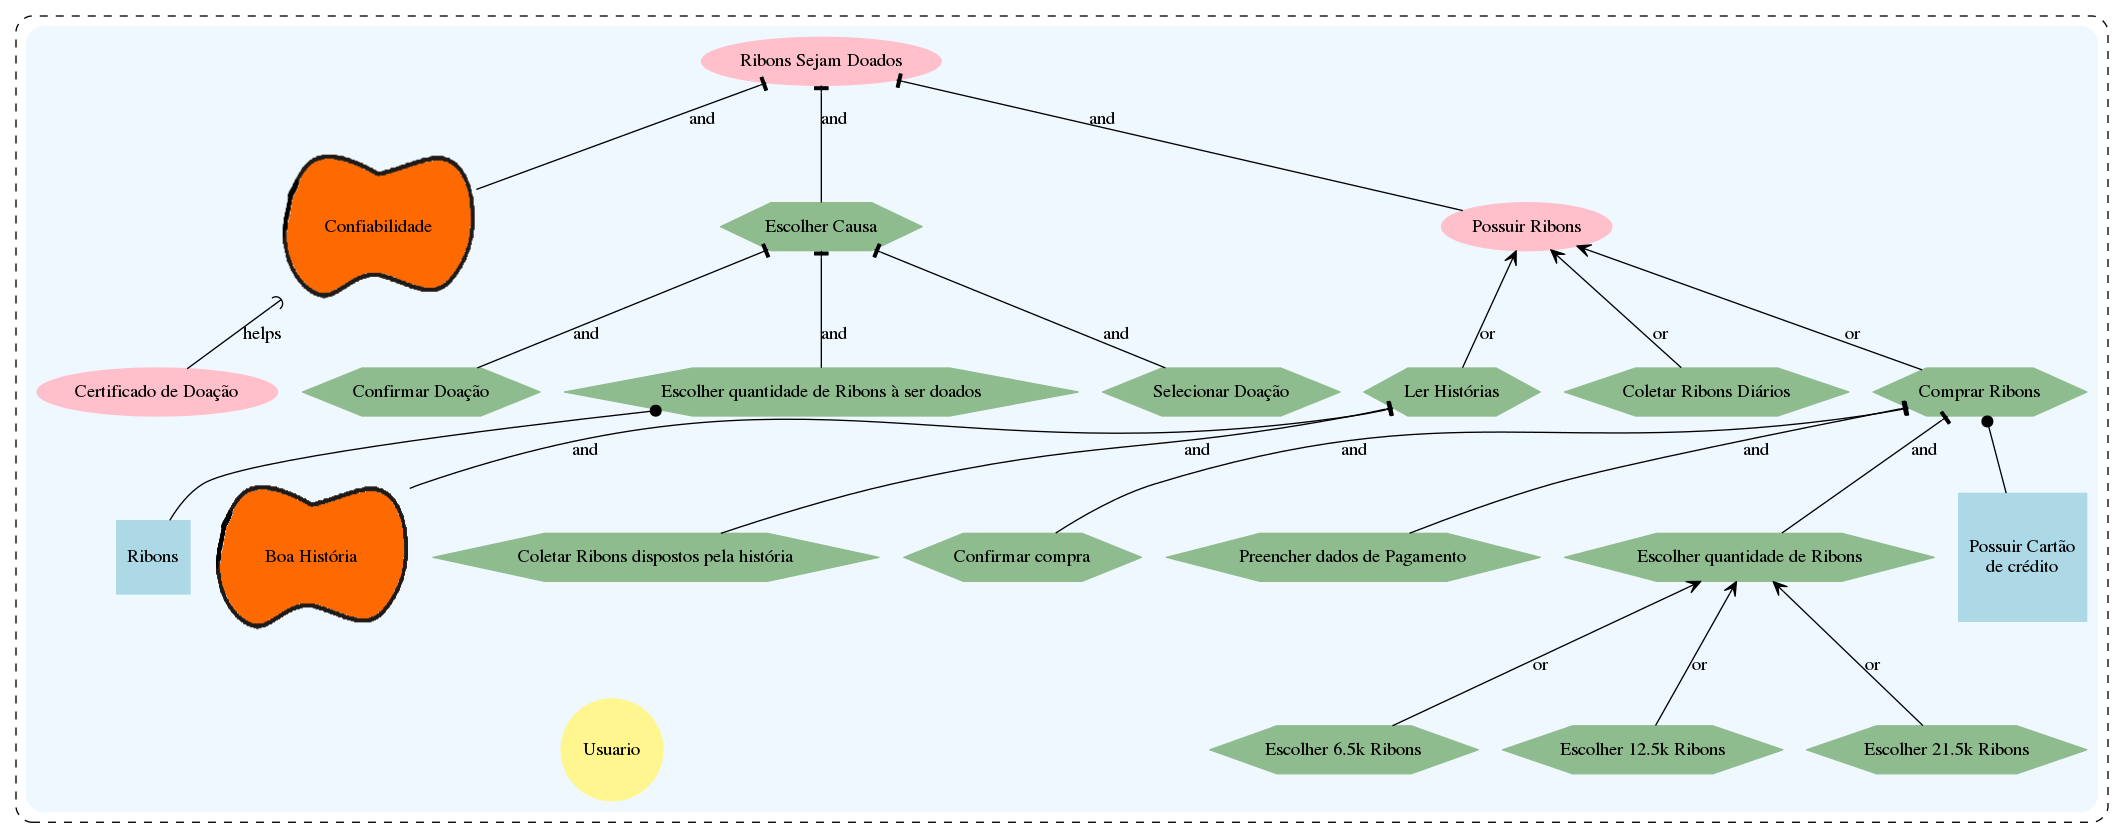 Ribons Sejam Doados
and
and
and
Confiabilidade
Escolher Causa
Possuir Ribons
helps
and
and
and
or
or
or
Certificado de Doação
Confirmar Doação
Escolher quantidade de Ribons à ser doados
Selecionar Doação
Ler Histórias
Coletar Ribons Diários
Comprar Ribons
and
and
and
and
and
Ribons
Boa História
Coletar Ribons dispostos pela história
Confirmar compra
Preencher dados de Pagamento
Escolher quantidade de Ribons
Possuir Cartão
de crédito
or
or
or
Usuario
Escolher 6.5k Ribons
Escolher 12.5k Ribons
Escolher 21.5k Ribons